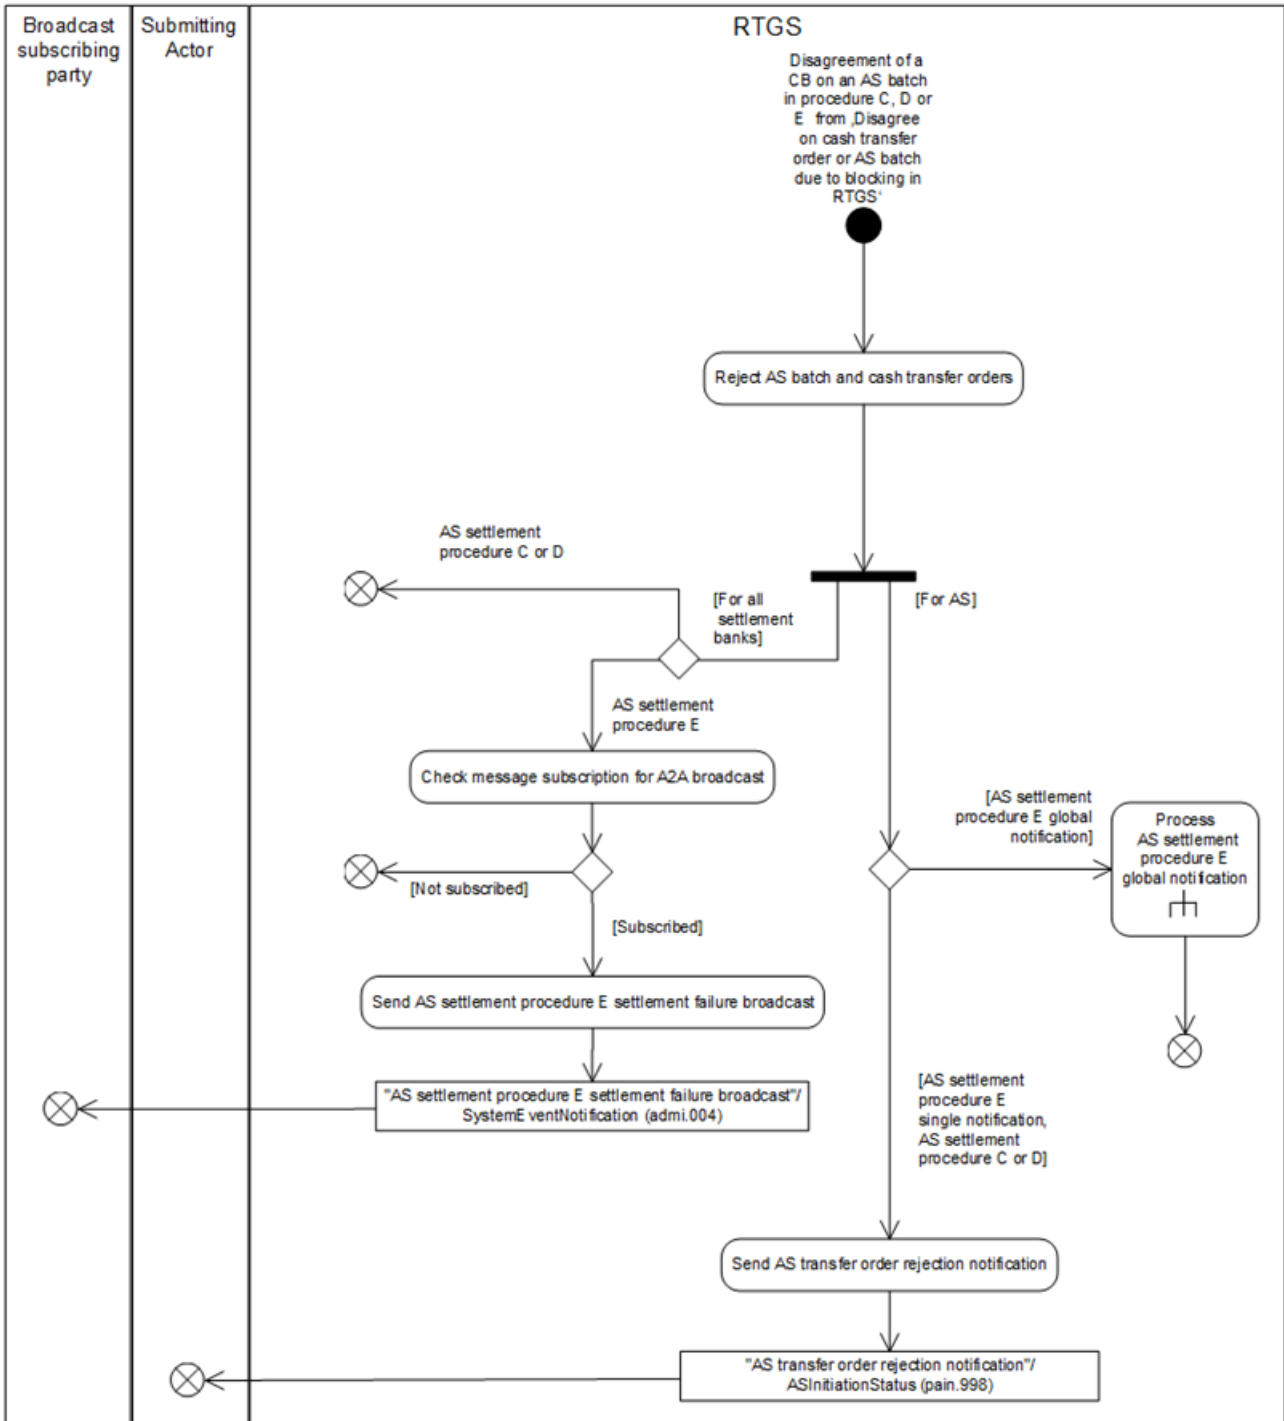 Broadcast
subscribing
party
Submitting
Actor
RTGS
Disagreement of a
CB on an AS batch
in procedure C, D or
E from ‚Disagree
on cash transfer
order or AS batch
due to blocking in
RTGS‘
Reject AS batch and cash transfer orders
AS settlement
procedure C or D
[For all
settlement
banks]
[For AS]
AS settlement
procedure E
Check message subscription for A2A broadcast
[AS settlement
procedure E global
notification]
Process
AS settlement
procedure E
global notification
[Not subscribed]
[Subscribed]
Send AS settlement procedure E settlement failure broadcast
"AS settlement procedure E settlement failure broadcast"/
SystemEventNotification (admi.004)
[AS settlement
procedure E
single notification,
AS settlement
procedure C or D]
Send AS transfer order rejection notification
"AS transfer order rejection notification"/
ASInitiationStatus (pain.998)